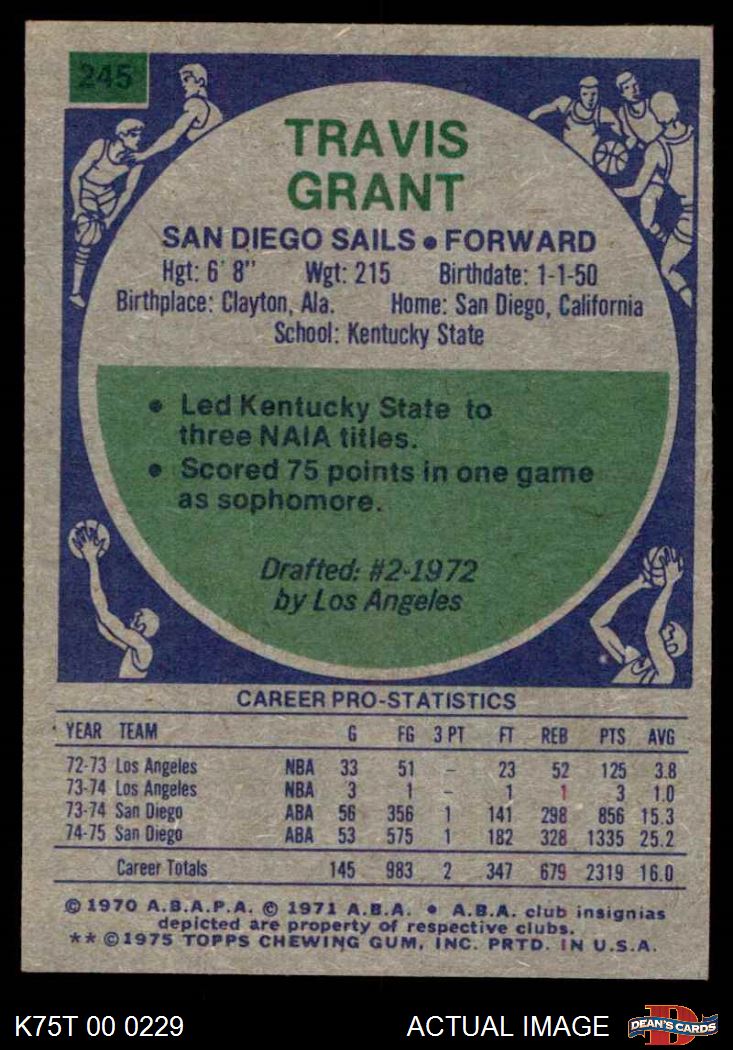 245
TRAVIS
GRANT
SAN DIEGO SAILS • FORWARD
Hgt: 6' 8" Wgt: 215 Birthdate: 1-1-50
Birthplace: Clayton, Ala. Home: San Diego, California
School: Kentucky State
• Led Kentucky State to
three NAIA titles.
• Scored 75 points in one game
as sophomore.
Drafted: #2-1972
by Los Angeles
CAREER PRO-STATISTICS
YEAR TEAM G FG 3 PT FT REB PTS AVG
72-73 Los Angeles NBA 33 51 – 23 52 125 3.8
73-74 Los Angeles NBA 3 1 – 1 1 3 1.0
73-74 San Diego ABA 56 356 1 141 298 856 15.3
74-75 San Diego ABA 53 575 1 182 328 1335 25.2
Career Totals 145 983 2 347 679 2319 16.0
© 1970 A.B.A.P.A. © 1971 A.B.A. • A.B.A. club insignias
depicted are property of respective clubs.
** © 1975 TOPPS CHEWING GUM, INC. PRTD. IN U.S.A.
K75T 00 0229 ACTUAL IMAGE
DEAN'S CARDS